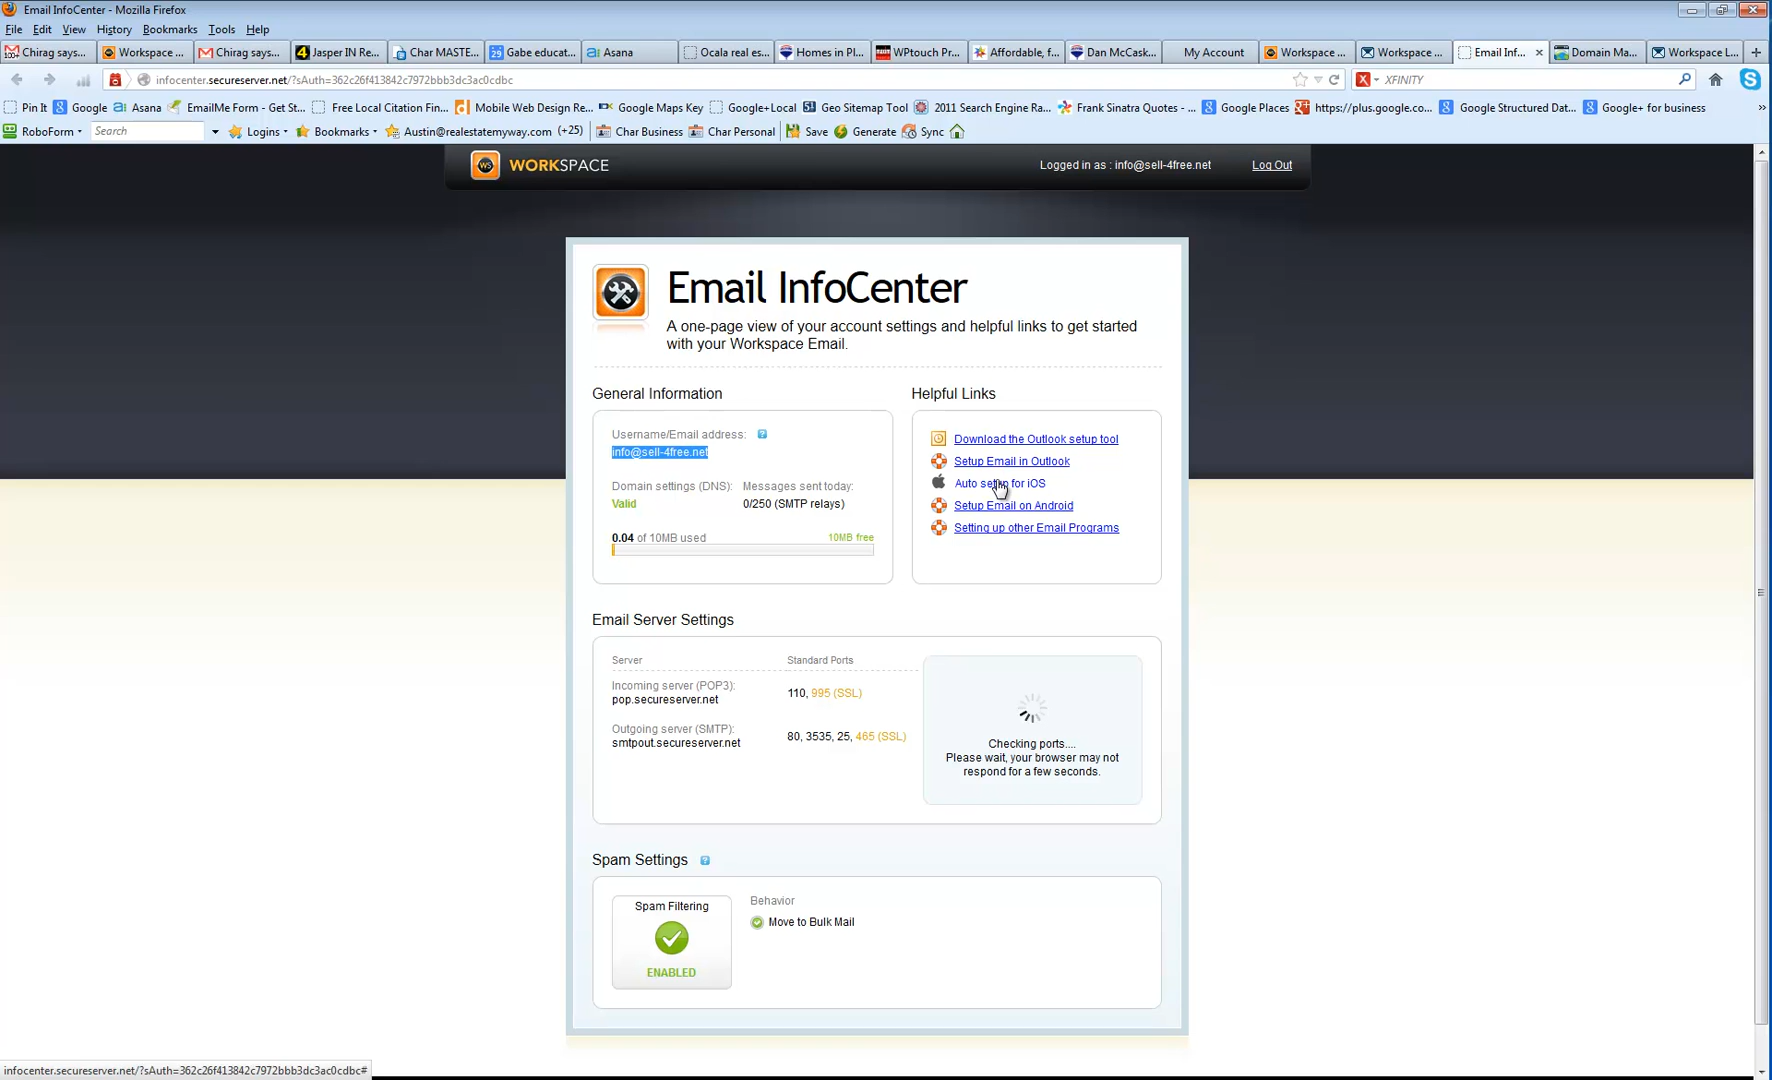 Email InfoCenter - Mozilla Firefox
File Edit View History Bookmarks Tools Help
Chirag says... Workspace ... Chirag says... Jasper IN Re... Char MASTE... Gabe educat... Asana Ocala real es... Homes in Pl... WPtouch Pr... Affordable, f... Dan McCask... My Account Workspace ... Workspace ... Email Inf... Domain Ma... Workspace L...
infocenter.secureserver.net/?sAuth=362c26f413842c7972bbb3dc3ac0cdbc XFINITY
Pin It Google Asana EmailMe Form - Get St... Free Local Citation Fin... Mobile Web Design Re... Google Maps Key Google+Local Geo Sitemap Tool 2011 Search Engine Ra... Frank Sinatra Quotes - ... Google Places https://plus.google.co... Google Structured Dat... Google+ for business
RoboForm Search Logins Bookmarks Austin@realestatemyway.com (+25) Char Business Char Personal Save Generate Sync
WORKSPACE Logged in as : info@sell-4free.net Log Out
Email InfoCenter
A one-page view of your account settings and helpful links to get started
with your Workspace Email.
General Information
Username/Email address:
info@sell-4free.net
Domain settings (DNS): Messages sent today:
Valid 0/250 (SMTP relays)
0.04 of 10MB used 10MB free
Helpful Links
Download the Outlook setup tool
Setup Email in Outlook
Auto setup for iOS
Setup Email on Android
Setting up other Email Programs
Email Server Settings
Server Standard Ports
Incoming server (POP3):
pop.secureserver.net 110, 995 (SSL)
Outgoing server (SMTP):
smtpout.secureserver.net 80, 3535, 25, 465 (SSL)
Checking ports....
Please wait, your browser may not
respond for a few seconds.
Spam Settings
Spam Filtering
ENABLED
Behavior
Move to Bulk Mail
infocenter.secureserver.net/?sAuth=362c26f413842c7972bbb3dc3ac0cdbc#